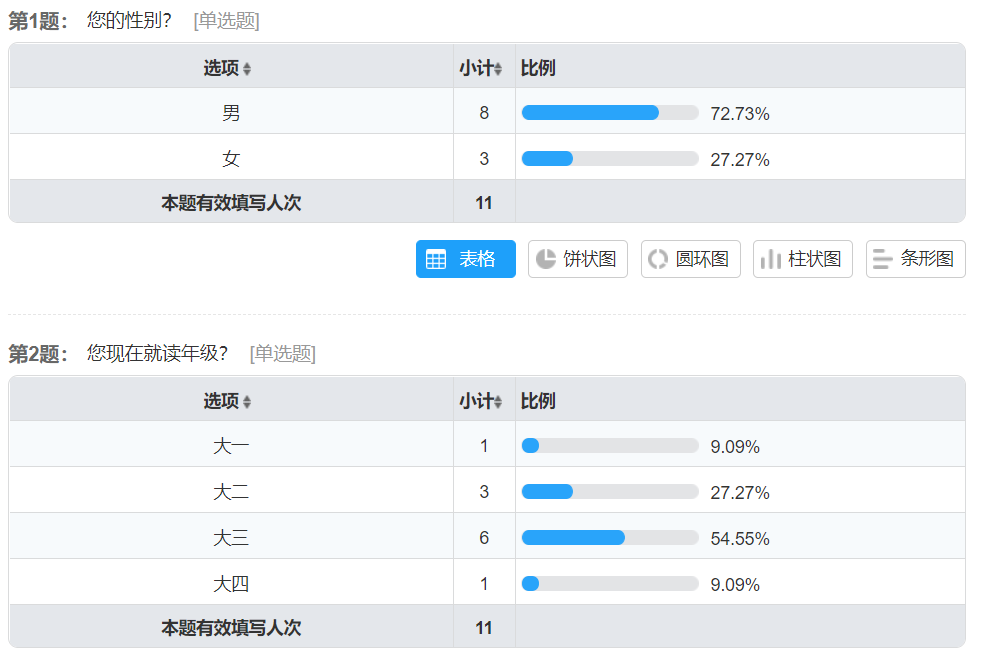 第1题： 您的性别? [单选题]
选项 小计 比例
男 8 72.73%
女 3 27.27%
本题有效填写人次 11
表格 饼状图 圆环图 柱状图 条形图
第2题： 您现在就读年级? [单选题]
选项 小计 比例
大一 1 9.09%
大二 3 27.27%
大三 6 54.55%
大四 1 9.09%
本题有效填写人次 11